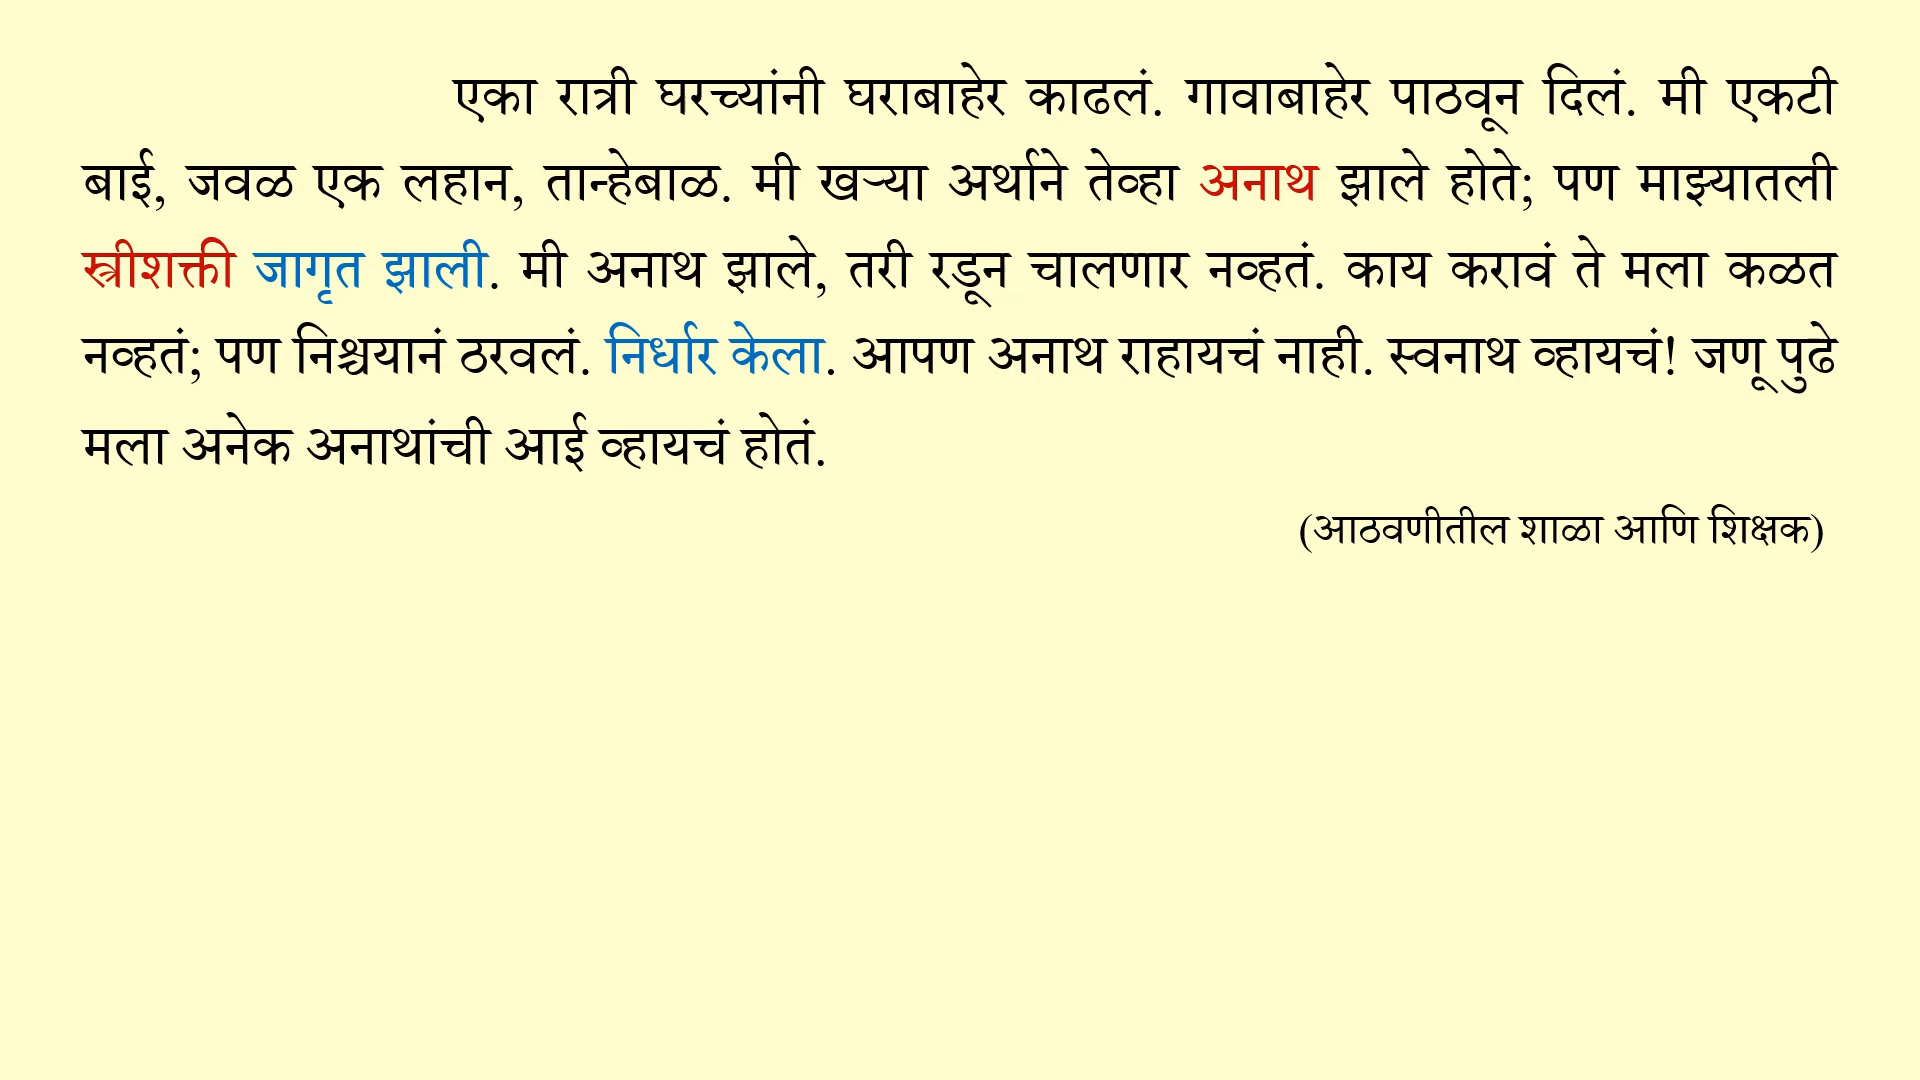 एका रात्री घरच्यांनी घराबाहेर काढलं. गावाबाहेर पाठवून दिलं. मी एकटी
बाई, जवळ एक लहान, तान्हेबाळ. मी खऱ्या अर्थाने तेव्हा अनाथ झाले होते; पण माझ्यातली
स्त्रीशक्ती जागृत झाली. मी अनाथ झाले, तरी रडून चालणार नव्हतं. काय करावं ते मला कळत
नव्हतं; पण निश्चयानं ठरवलं. निर्धार केला. आपण अनाथ राहायचं नाही. स्वनाथ व्हायचं! जणू पुढे
मला अनेक अनाथांची आई व्हायचं होतं.
(आठवणीतील शाळा आणि शिक्षक)